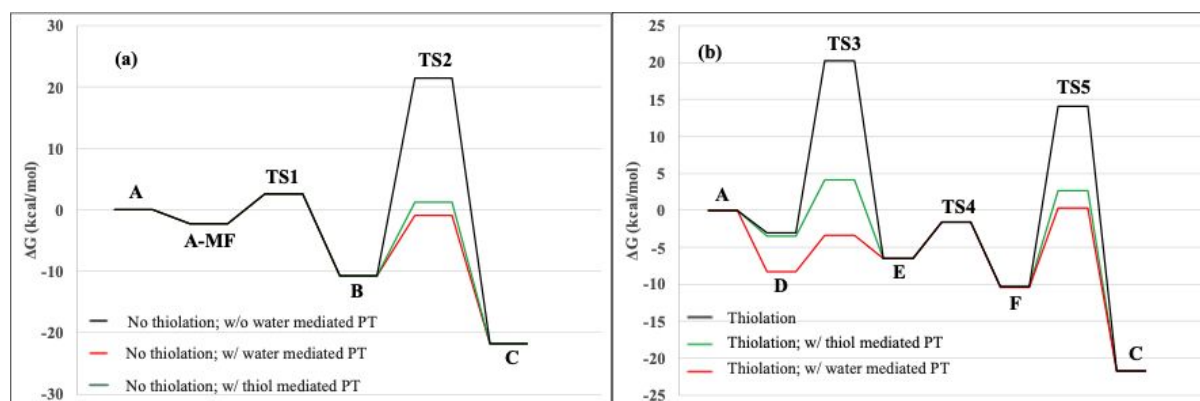 (a)
ΔG (kcal/mol)
30
20
10
0
-10
-20
-30
A
A-MF
TS1
B
TS2
C
No thiolation; w/o water mediated PT
No thiolation; w/ water mediated PT
No thiolation; w/ thiol mediated PT
(b)
ΔG (kcal/mol)
25
20
15
10
5
0
-5
-10
-15
-20
-25
A
D
TS3
E
TS4
F
TS5
C
Thiolation
Thiolation; w/ thiol mediated PT
Thiolation; w/ water mediated PT